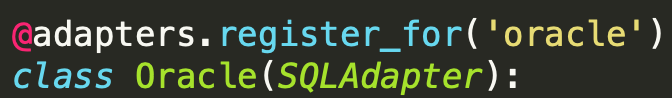 @adapters.register_for('oracle')
class Oracle(SQLAdapter):